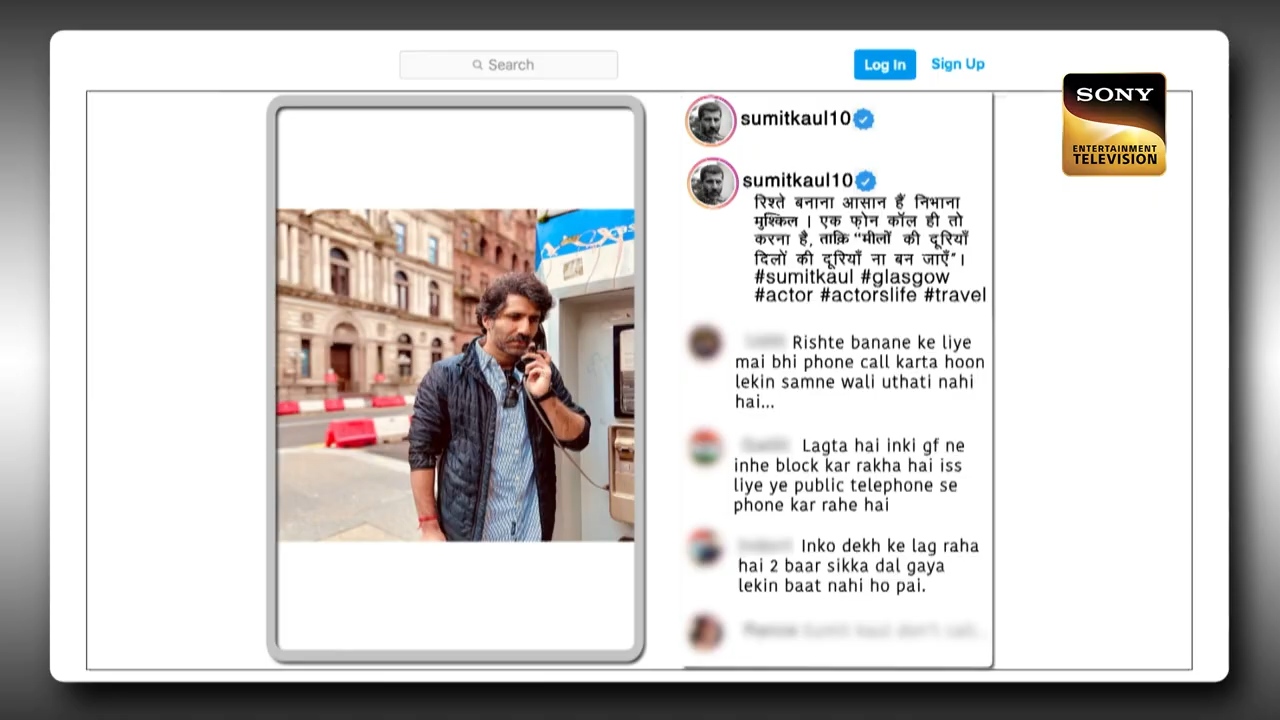 Search
Log In
Sign Up
SONY
ENTERTAINMENT
TELEVISION
sumitkaul10
sumitkaul10
रिश्ते बनाना आसान हैं निभाना
मुश्किल । एक फ़ोन कॉल ही तो
करना है, ताक़ि “मीलों की दूरियाँ
दिलों की दूरियाँ ना बन जाएँ”।
#sumitkaul #glasgow
#actor #actorslife #travel
Rishte banane ke liye
mai bhi phone call karta hoon
lekin samne wali uthati nahi
hai...
Lagta hai inki gf ne
inhe block kar rakha hai iss
liye ye public telephone se
phone kar rahe hai
Inko dekh ke lag raha
hai 2 baar sikka dal gaya
lekin baat nahi ho pai.